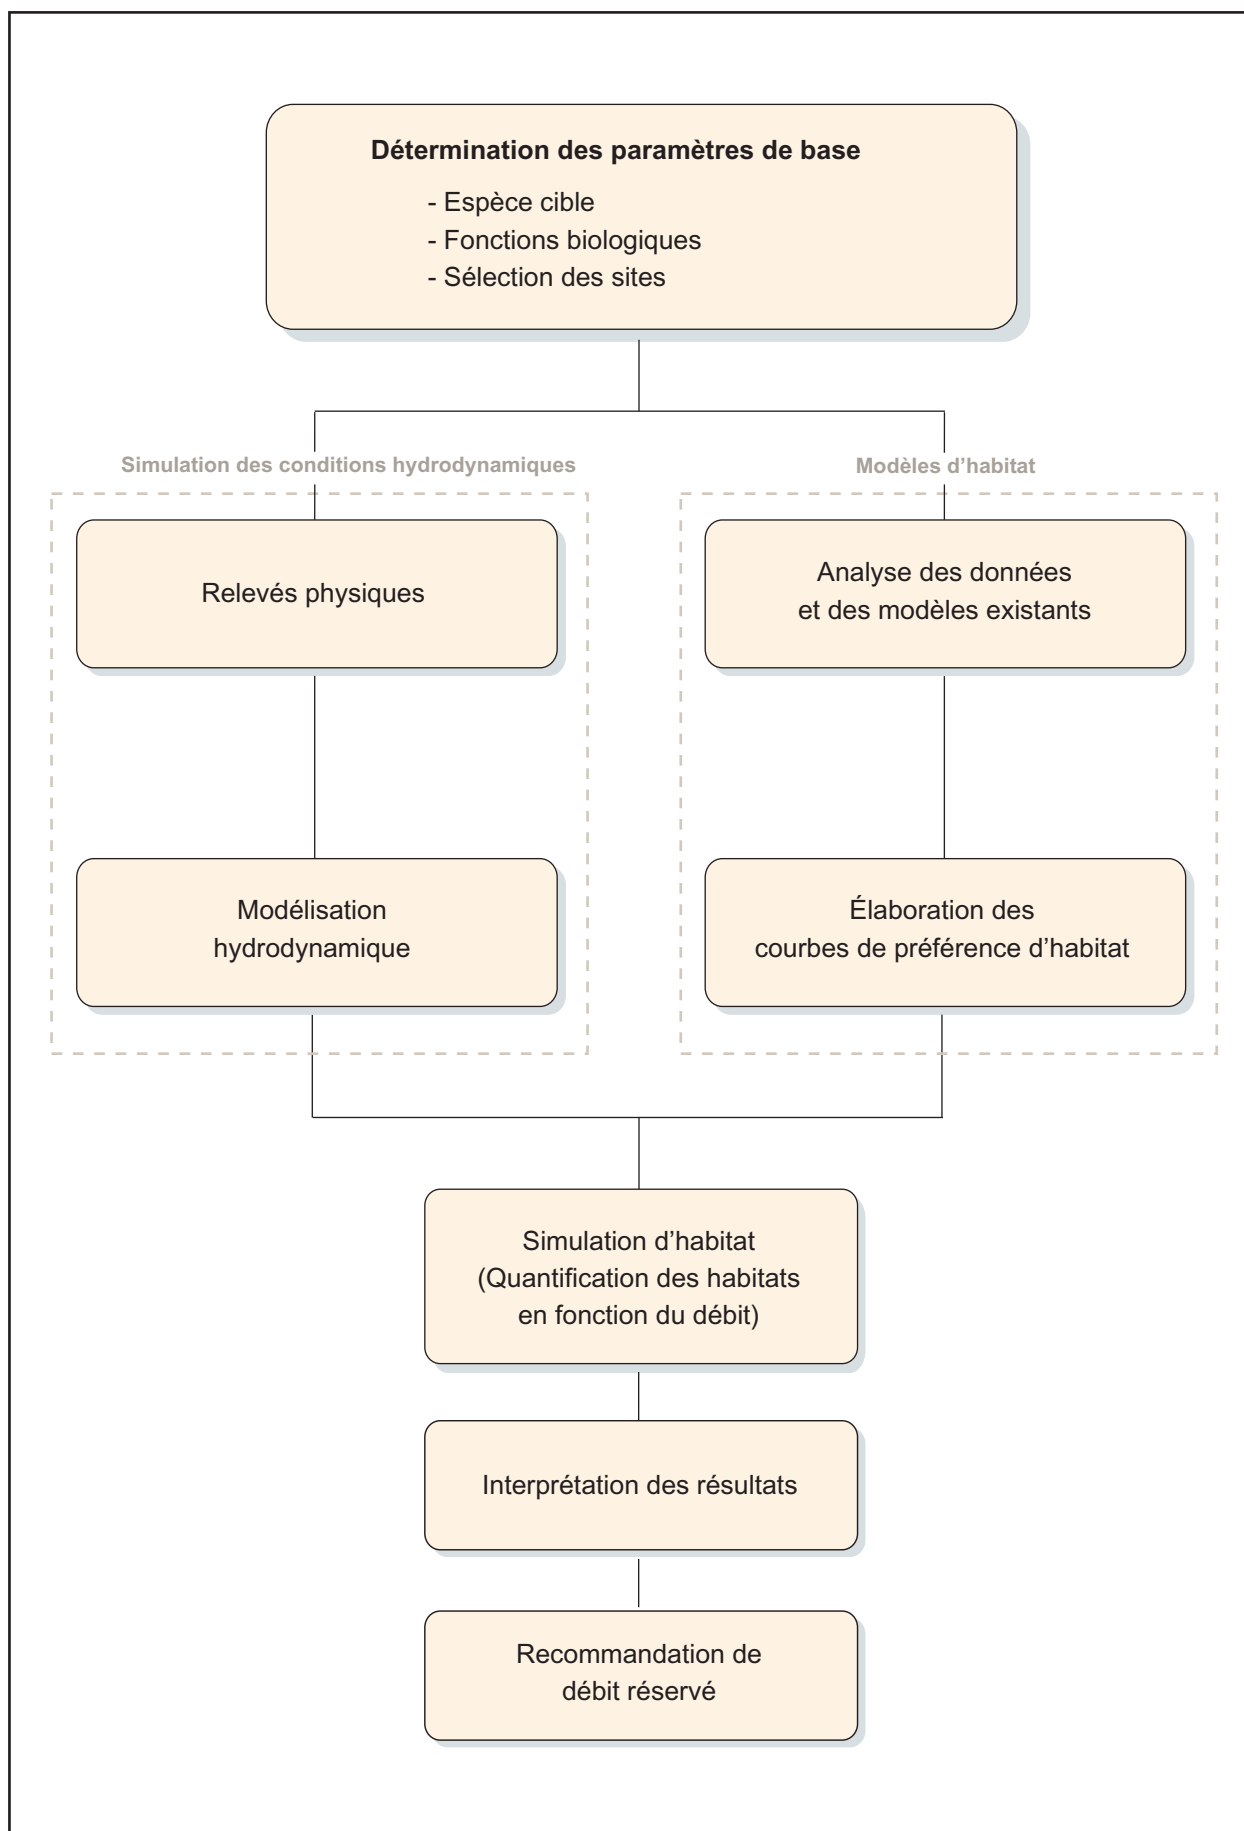 Détermination des paramètres de base
- Espèce cible
- Fonctions biologiques
- Sélection des sites
Simulation des conditions hydrodynamiques
Relevés physiques
Modélisation
hydrodynamique
Modèles d’habitat
Analyse des données
et des modèles existants
Élaboration des
courbes de préférence d’habitat
Simulation d’habitat
(Quantification des habitats
en fonction du débit)
Interprétation des résultats
Recommandation de
débit réservé